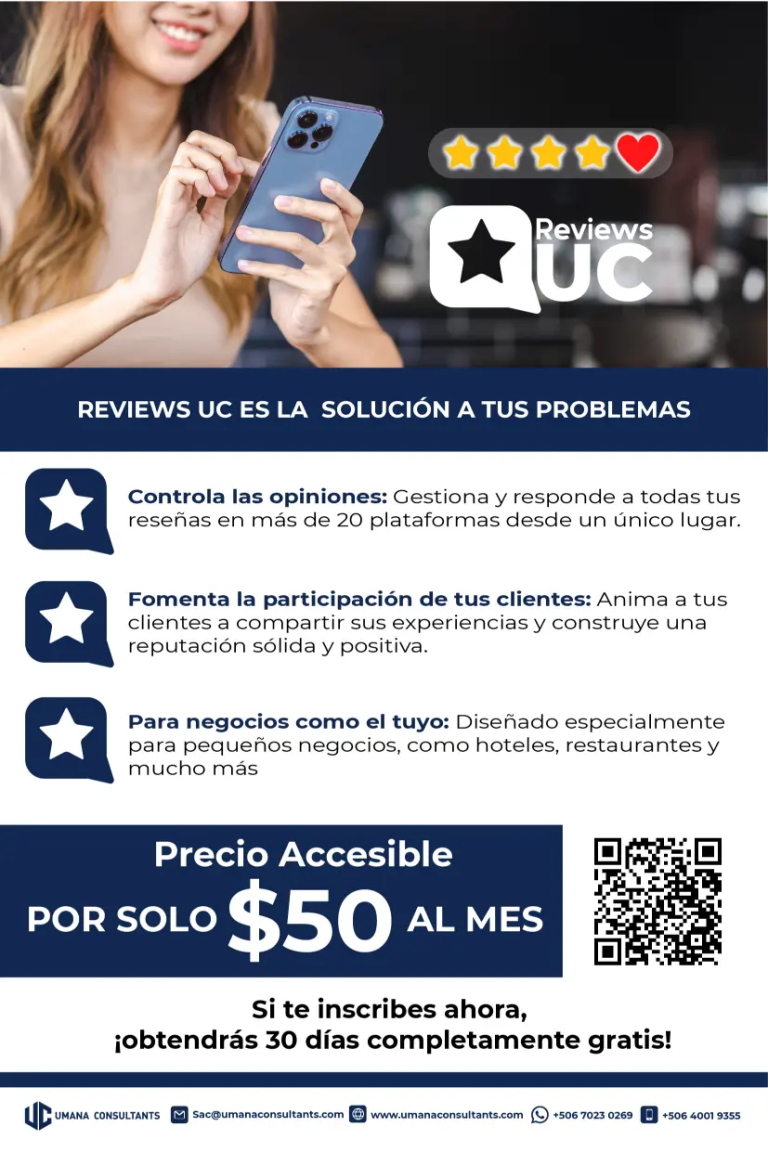 Reviews
UC
REVIEWS UC ES LA SOLUCIÓN A TUS PROBLEMAS
Controla las opiniones: Gestiona y responde a todas tus
reseñas en más de 20 plataformas desde un único lugar.
Fomenta la participación de tus clientes: Anima a tus
clientes a compartir sus experiencias y construye una
reputación sólida y positiva.
Para negocios como el tuyo: Diseñado especialmente
para pequeños negocios, como hoteles, restaurantes y
mucho más
Precio Accesible
POR SOLO $50 AL MES
Si te inscribes ahora,
¡obtendrás 30 días completamente gratis!
UC UMANA CONSULTANTS Sac@umanaconsultants.com www.umanaconsultants.com +506 7023 0269 +506 4001 9355